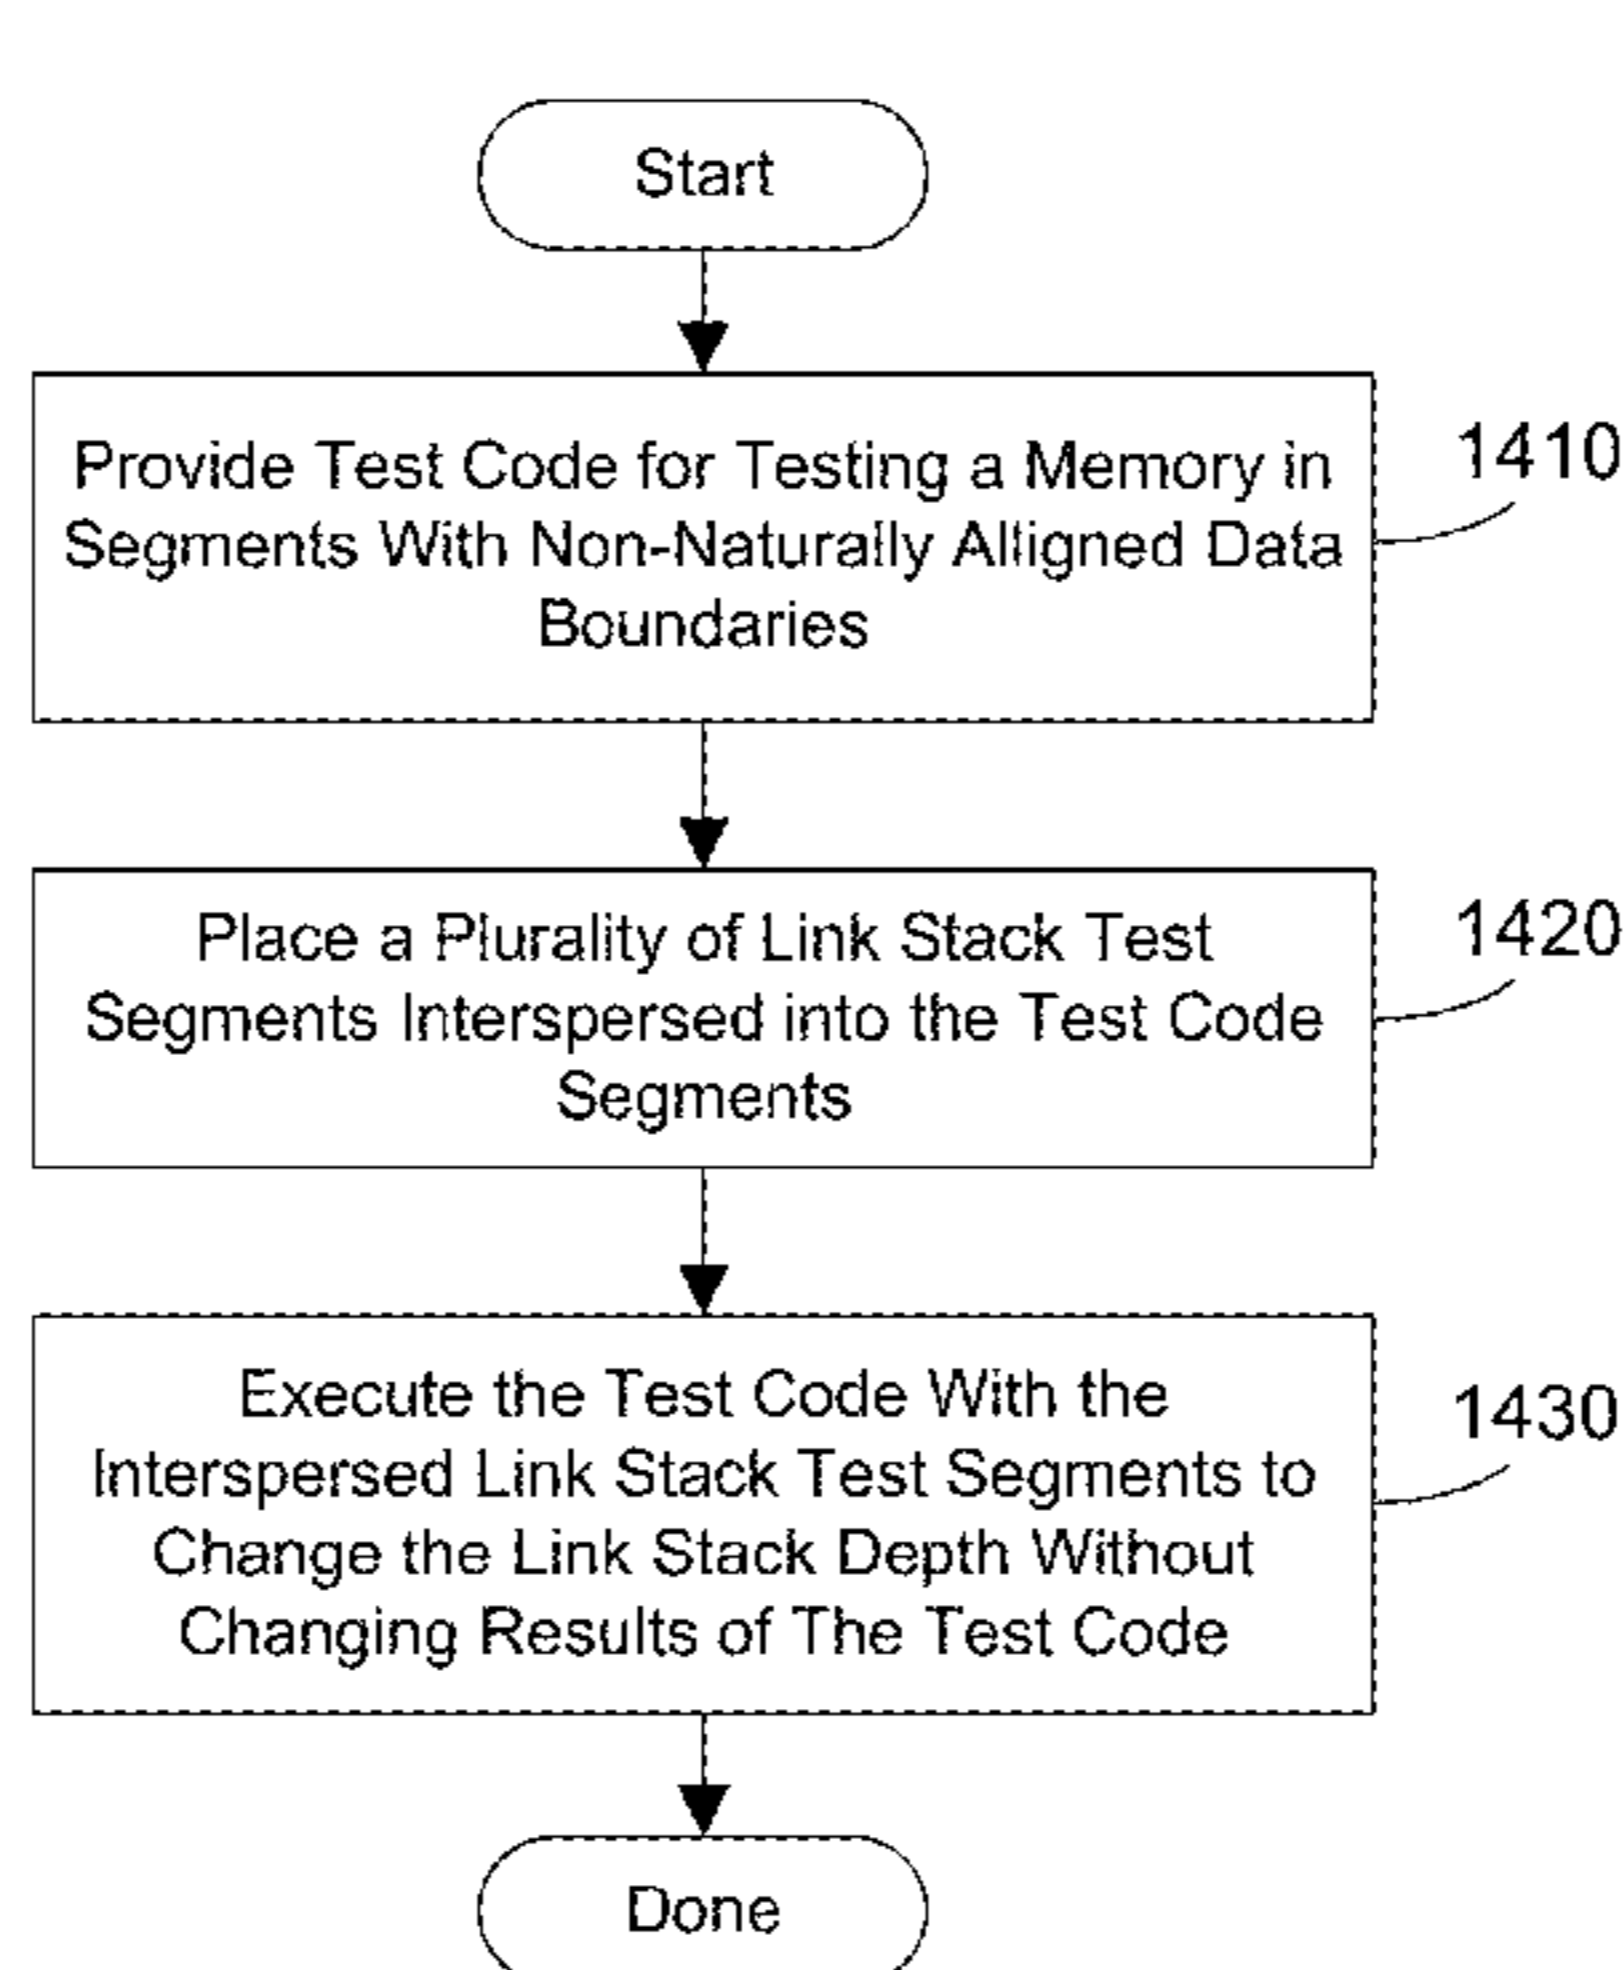 Start
Provide Test Code for Testing a Memory in
Segments With Non-Naturally Alligned Data
Boundaries
1410
Place a Plurality of Link Stack Test
Segments Interspersed into the Test Code
Segments
1420
Execute the Test Code With the
Interspersed Link Stack Test Segments to
Change the Link Stack Depth Without
Changing Results of The Test Code
1430
Done